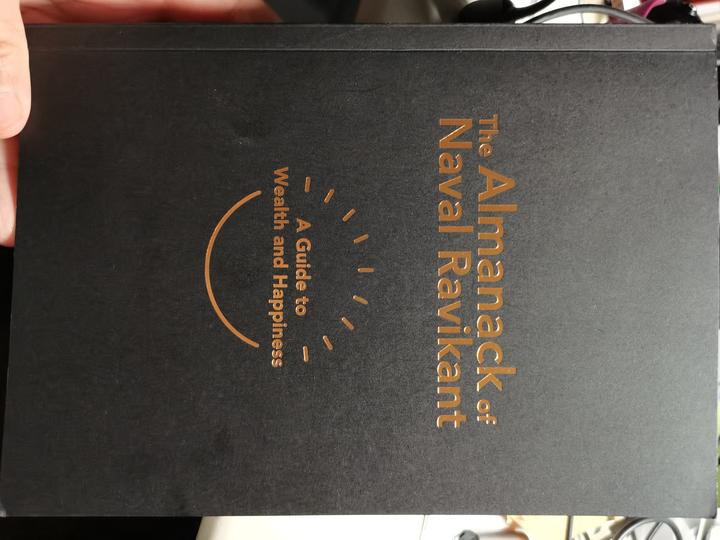 The Almanack of
Naval Ravikant
A Guide to
Wealth and Happiness